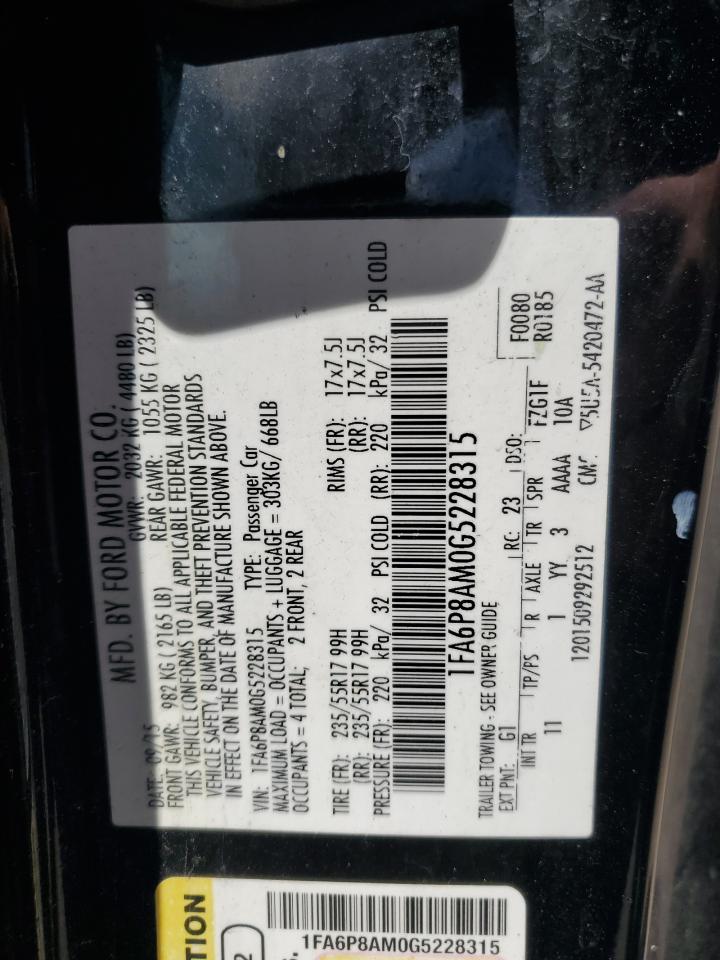 MFD. BY FORD MOTOR CO.
DATE: 09/15 GVWR: 2032 KG ( 4480 LB)
FRONT GAWR: 982 KG ( 2165 LB) REAR GAWR: 1055 KG ( 2325 LB)
THIS VEHICLE CONFORMS TO ALL APPLICABLE FEDERAL MOTOR
VEHICLE SAFETY, BUMPER, AND THEFT PREVENTION STANDARDS
IN EFFECT ON THE DATE OF MANUFACTURE SHOWN ABOVE.
VIN: 1FA6P8AM0G5228315 TYPE: Passenger Car
MAXIMUM LOAD = OCCUPANTS + LUGGAGE = 303KG/ 668LB
OCCUPANTS = 4 TOTAL; 2 FRONT, 2 REAR
TIRE (FR): 235/55R17 99H RIMS (FR): 17x7.5J
(RR): 235/55R17 99H (RR): 17x7.5J
PRESSURE (FR): 220 kPa/ 32 PSI COLD (RR): 220 kPa/ 32 PSI COLD
1FA6P8AM0G5228315
TRAILER TOWING - SEE OWNER GUIDE F0080
EXT PNT: G1 RC: 23 DSO: R0185
INT TR TP/PS R AXLE TR SPR FZG1F
11 1 YY 3 AAAA 10A
1201509292512 ▽5U5A-5420472-AA
TION
2
S.
1FA6P8AM0G5228315